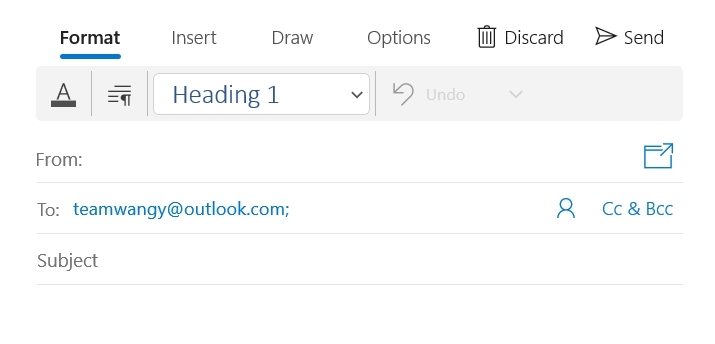 Format Insert Draw Options Discard Send
A Heading 1 Undo
From:
To: teamwangy@outlook.com; Cc & Bcc
Subject